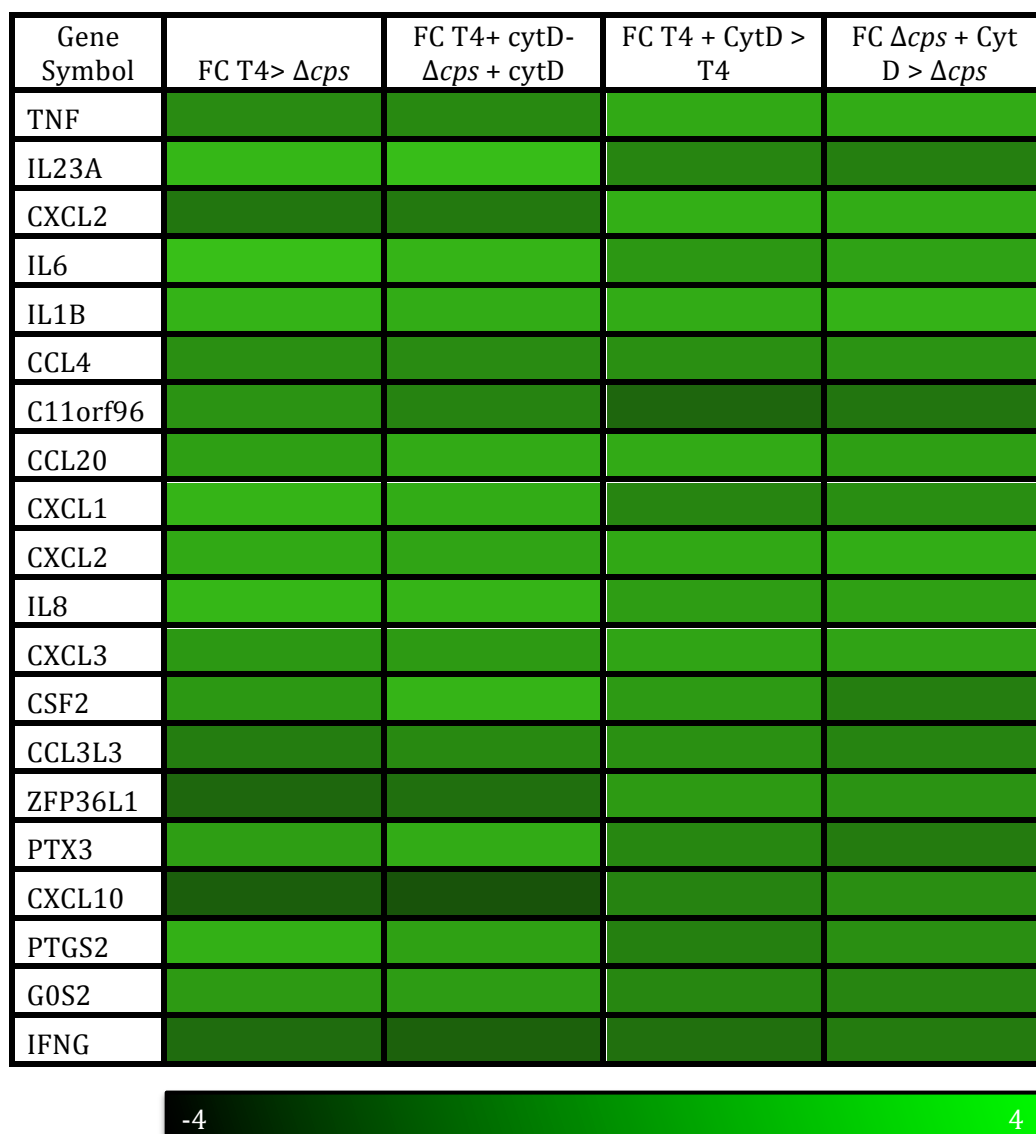 Gene
Symbol
FC T4> Δcps
FC T4+ cytD-
Δcps + cytD
FC T4 + CytD >
T4
FC Δcps + Cyt
D > Δcps
TNF
IL23A
CXCL2
IL6
IL1B
CCL4
C11orf96
CCL20
CXCL1
CXCL2
IL8
CXCL3
CSF2
CCL3L3
ZFP36L1
PTX3
CXCL10
PTGS2
G0S2
IFNG
-4 4